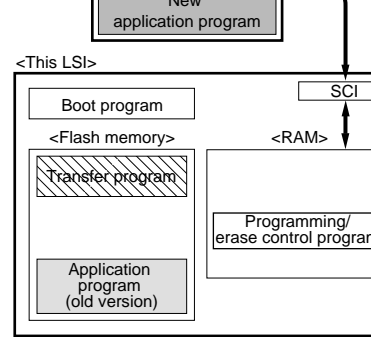 New
application program
<This LSI>
SCI
Boot program
<Flash memory>
<RAM>
Transfer program
Programming/
erase control program
Application
program
(old version)